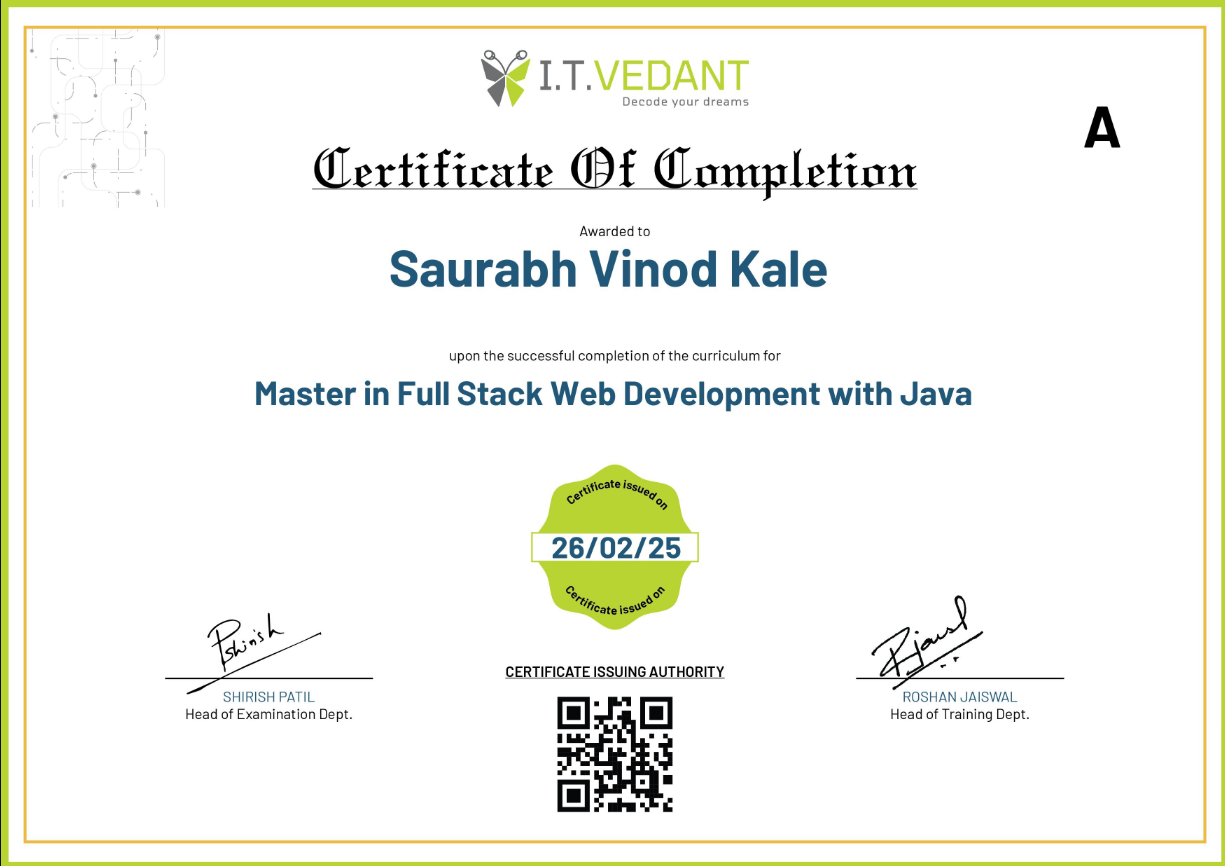 I.T.VEDANT
Decode your dreams
A
Certificate Of Completion
Awarded to
Saurabh Vinod Kale
upon the successful completion of the curriculum for
Master in Full Stack Web Development with Java
Certificate issued on
26/02/25
Certificate issued on
Pshirish
Rjaisl
CERTIFICATE ISSUING AUTHORITY
SHIRISH PATIL
Head of Examination Dept.
ROSHAN JAISWAL
Head of Training Dept.